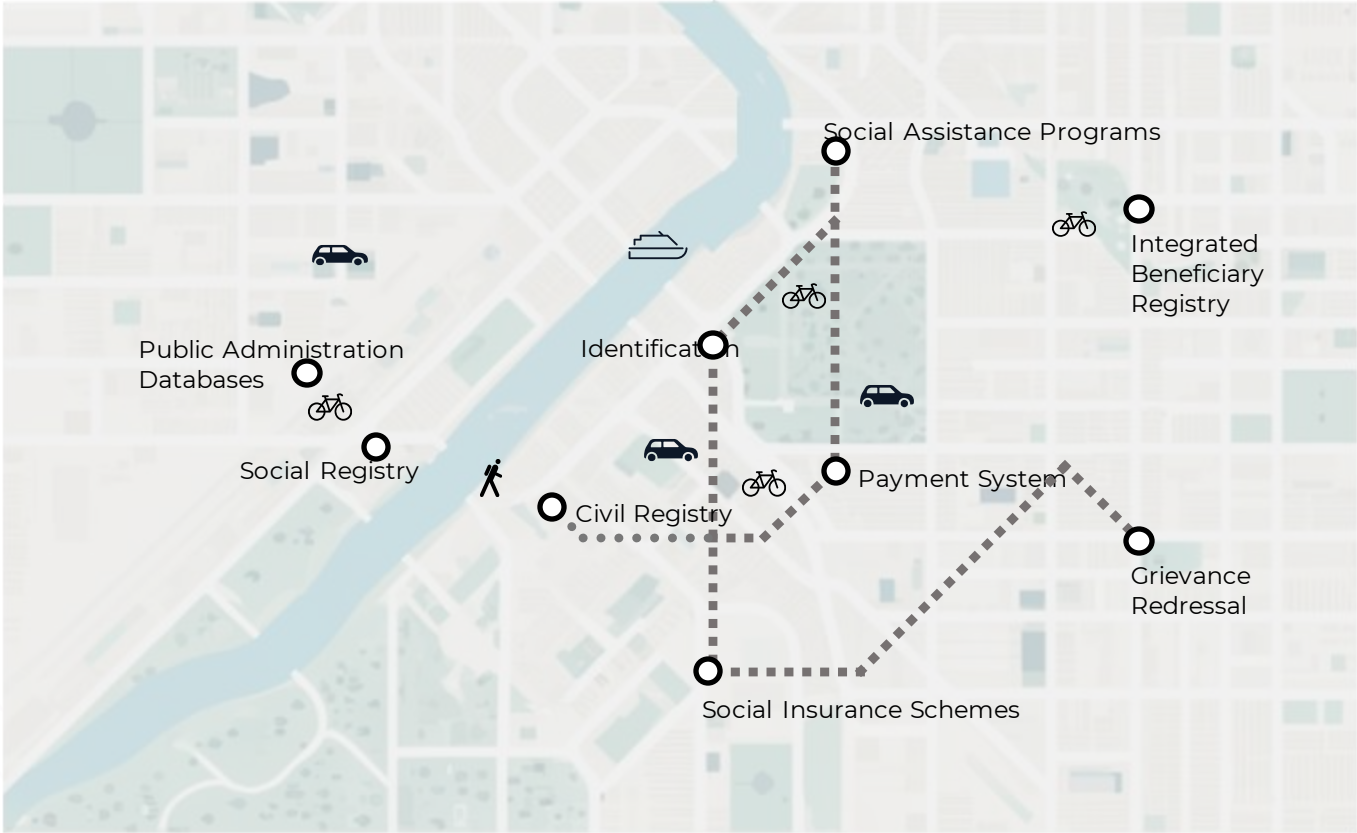 Social Assistance Programs
Integrated
Beneficiary
Registry
Public Administration
Databases
Identification
Social Registry
Payment System
Civil Registry
Grievance
Redressal
Social Insurance Schemes